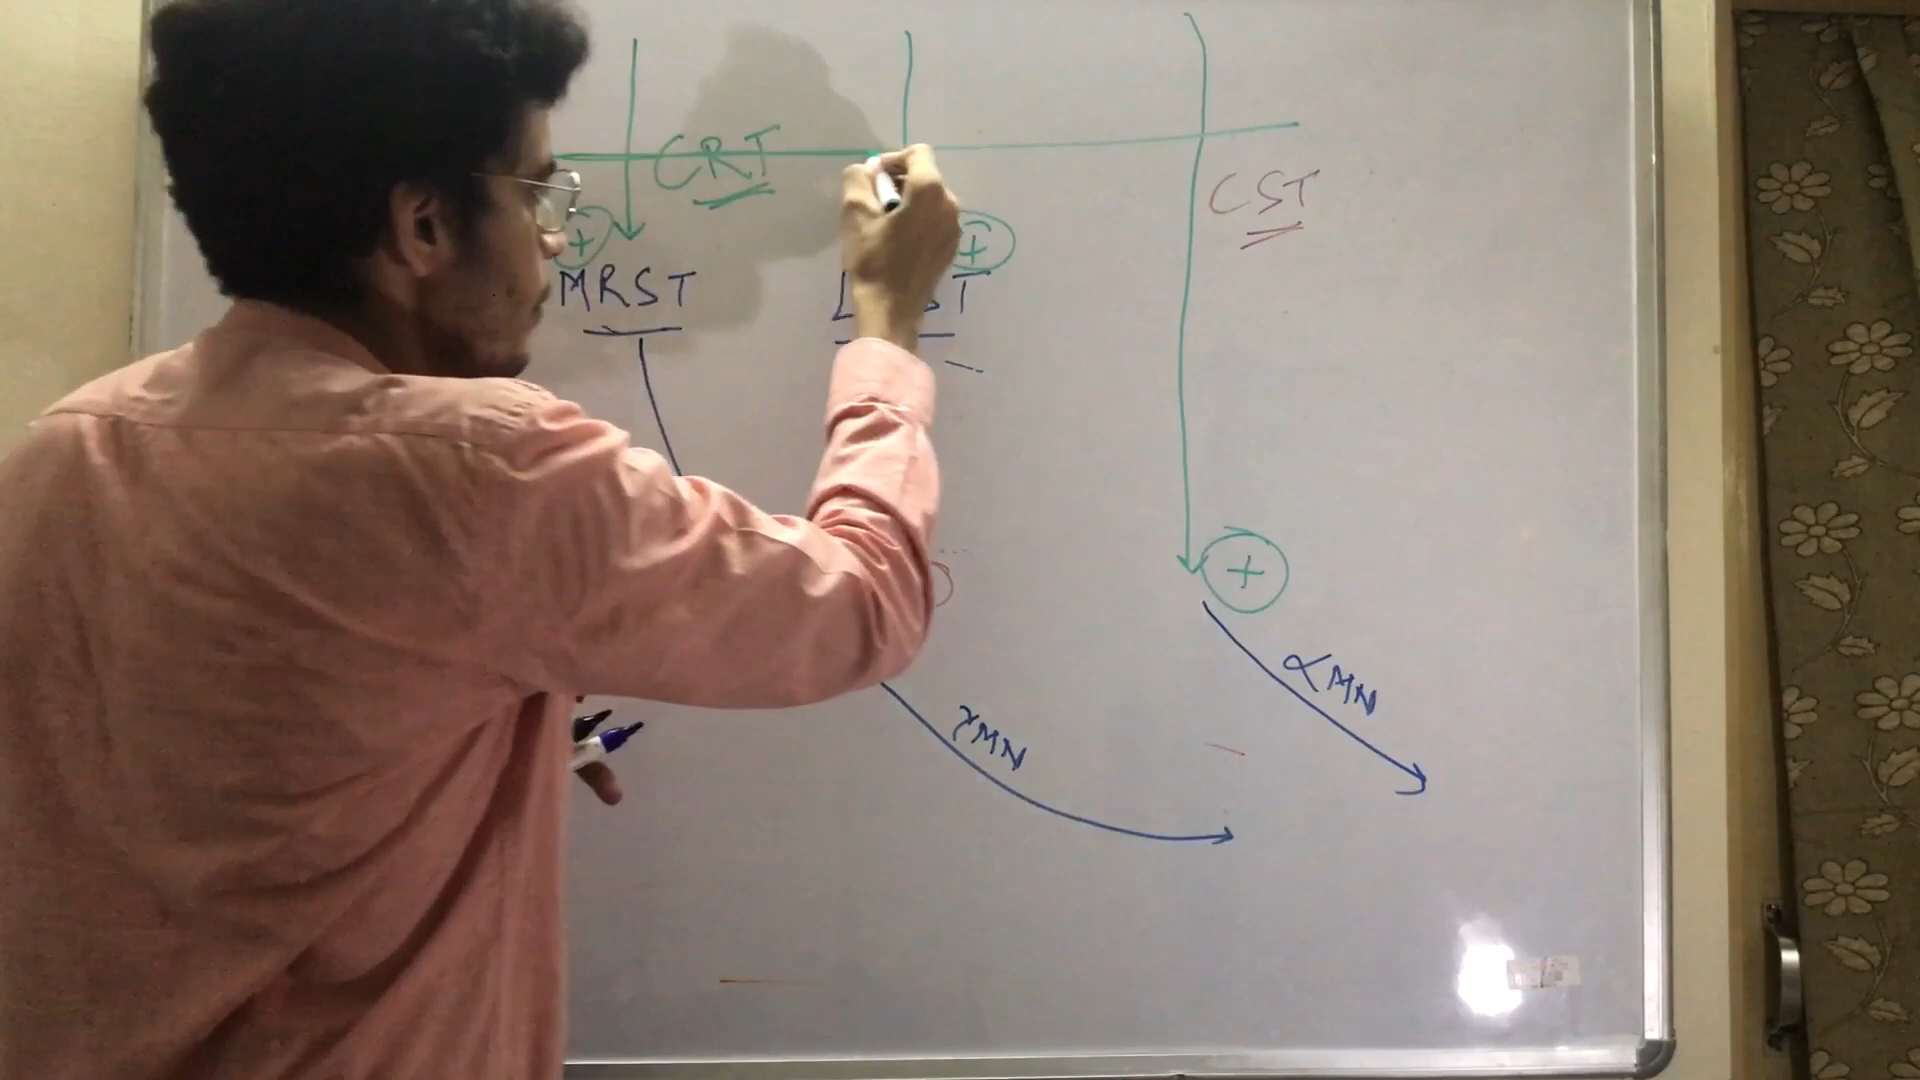 CRT
CST
+
+
MRST
+
αMN
γMN